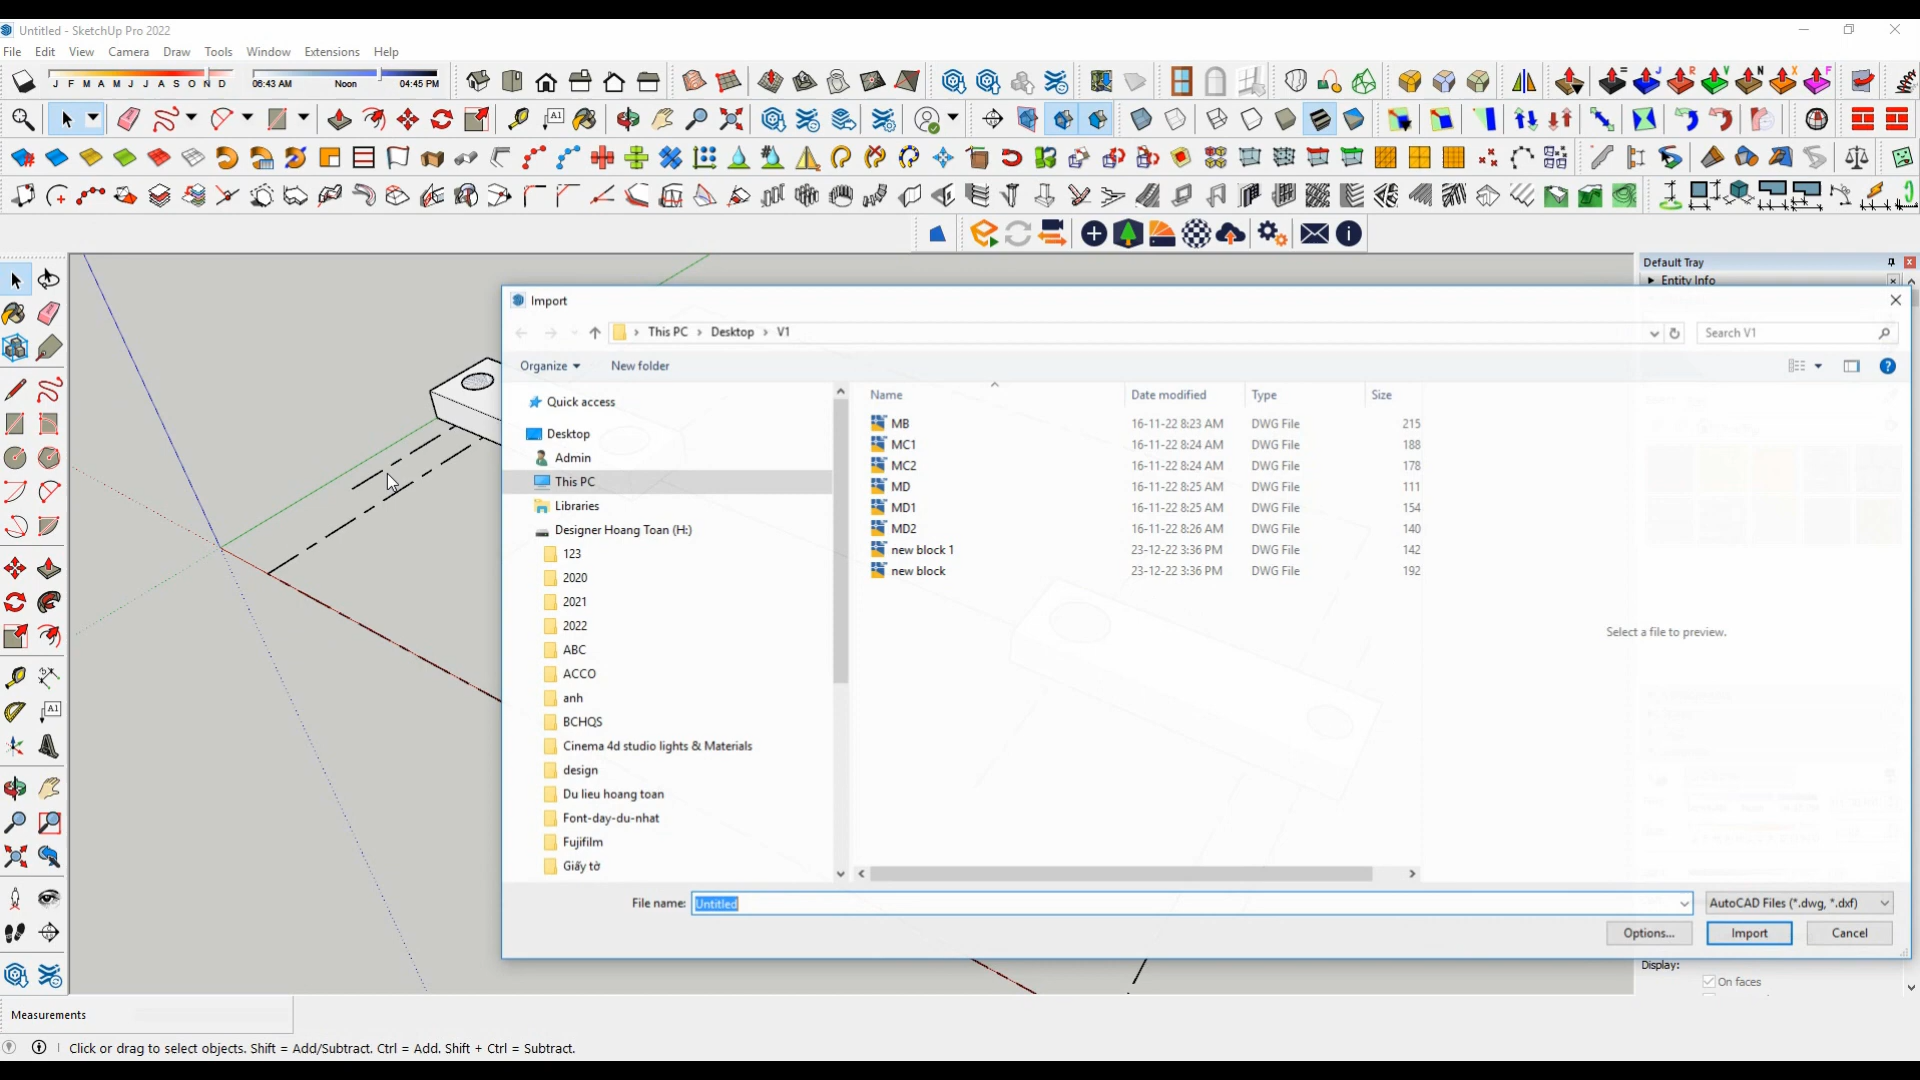 Untitled - SketchUp Pro 2022
File Edit View Camera Draw Tools Window Extensions Help
J F M A M J J A S O N D
06:43 AM Noon 04:45 PM
Default Tray
Entity Info
Import
This PC > Desktop > V1
Search V1
Organize New folder
Name Date modified Type Size
Quick access
Desktop
Admin
This PC
Libraries
Designer Hoang Toan (H:)
123
2020
2021
2022
ABC
ACCO
anh
BCHQS
Cinema 4d studio lights & Materials
design
Du lieu hoang toan
Font-day-du-nhat
Fujifilm
Giấy tờ
MB 16-11-22 8:23 AM DWG File 215
MC1 16-11-22 8:24 AM DWG File 188
MC2 16-11-22 8:24 AM DWG File 178
MD 16-11-22 8:25 AM DWG File 111
MD1 16-11-22 8:25 AM DWG File 154
MD2 16-11-22 8:26 AM DWG File 140
new block 1 23-12-22 3:36 PM DWG File 142
new block 23-12-22 3:36 PM DWG File 192
Select a file to preview.
File name: Untitled AutoCAD Files (*.dwg, *.dxf)
Options... Import Cancel
Display:
On faces
Measurements
Click or drag to select objects. Shift = Add/Subtract. Ctrl = Add. Shift + Ctrl = Subtract.